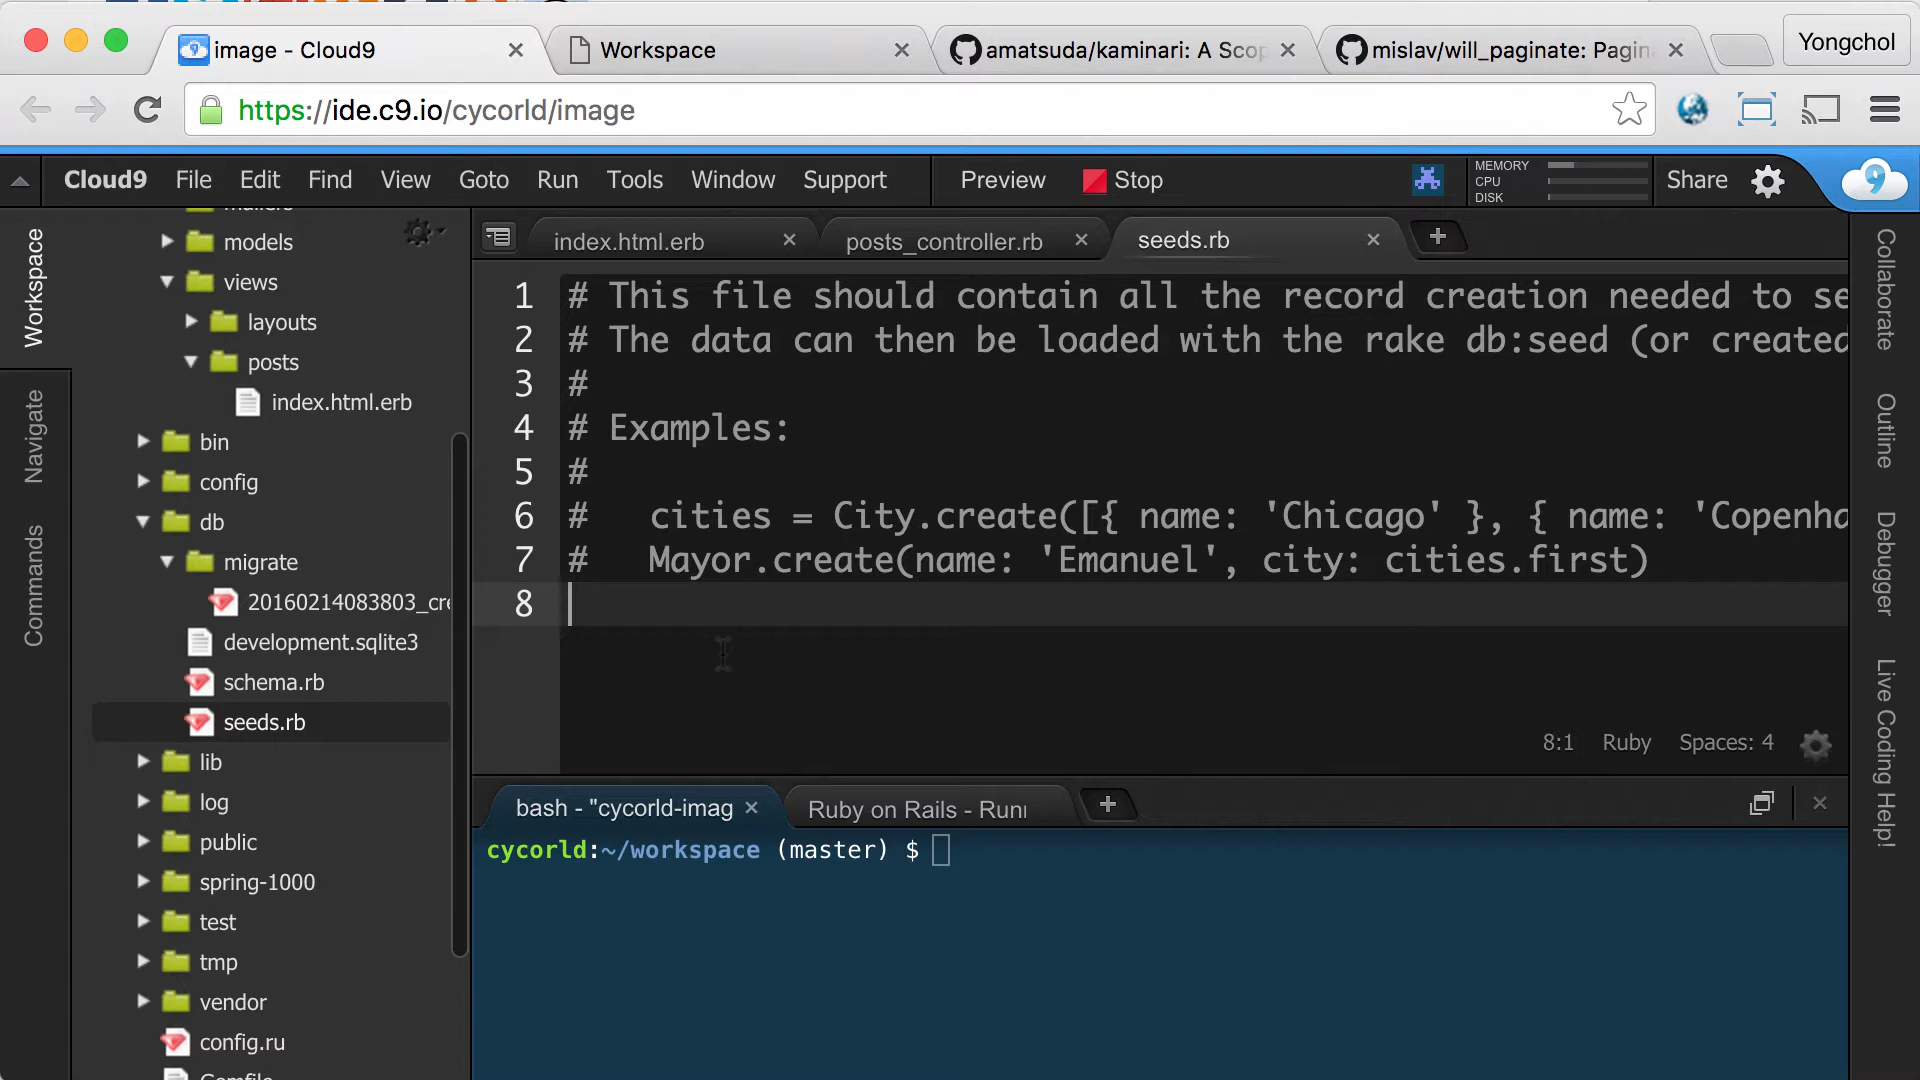 image - Cloud9
Workspace
amatsuda/kaminari: A Scop
mislav/will_paginate: Pagin
Yongchol
https://ide.c9.io/cycorld/image
Cloud9 File Edit Find View Goto Run Tools Window Support Preview Stop
MEMORY
CPU
DISK
Share
9
Workspace
Navigate
Commands
mailers
models
views
layouts
posts
index.html.erb
bin
config
db
migrate
20160214083803_cre
development.sqlite3
schema.rb
seeds.rb
lib
log
public
spring-1000
test
tmp
vendor
config.ru
Gemfile
index.html.erb posts_controller.rb seeds.rb
1 # This file should contain all the record creation needed to se
2 # The data can then be loaded with the rake db:seed (or created
3 #
4 # Examples:
5 #
6 #   cities = City.create([{ name: 'Chicago' }, { name: 'Copenha
7 #   Mayor.create(name: 'Emanuel', city: cities.first)
8
8:1 Ruby Spaces: 4
bash - "cycorld-imag
Ruby on Rails - Runi
cycorld:~/workspace (master) $
Collaborate
Outline
Debugger
Live Coding Help!